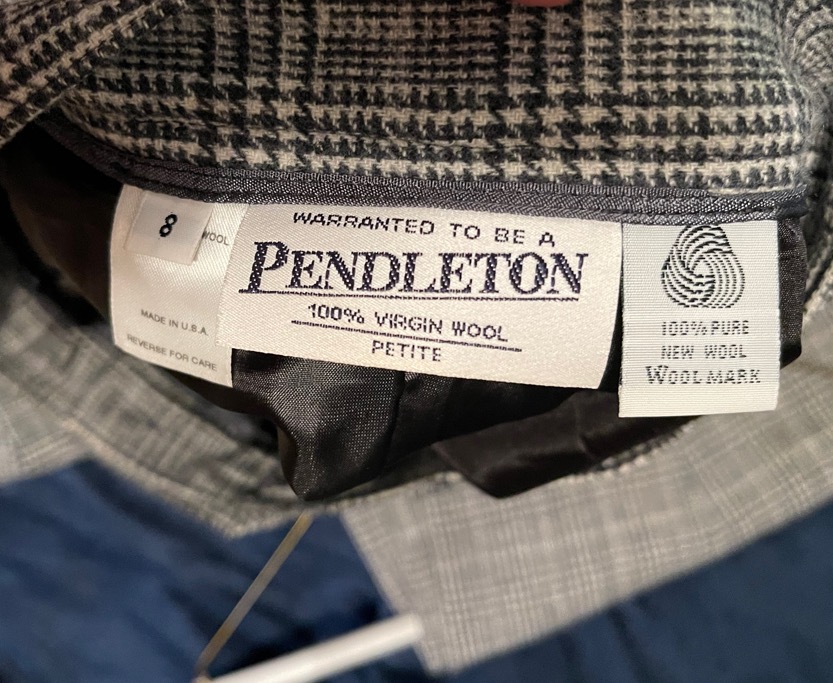 8
WOOL
MADE IN U.S.A.
REVERSE FOR CARE
WARRANTED TO BE A
PENDLETON
100% VIRGIN WOOL
PETITE
100% PURE
NEW WOOL
WOOLMARK